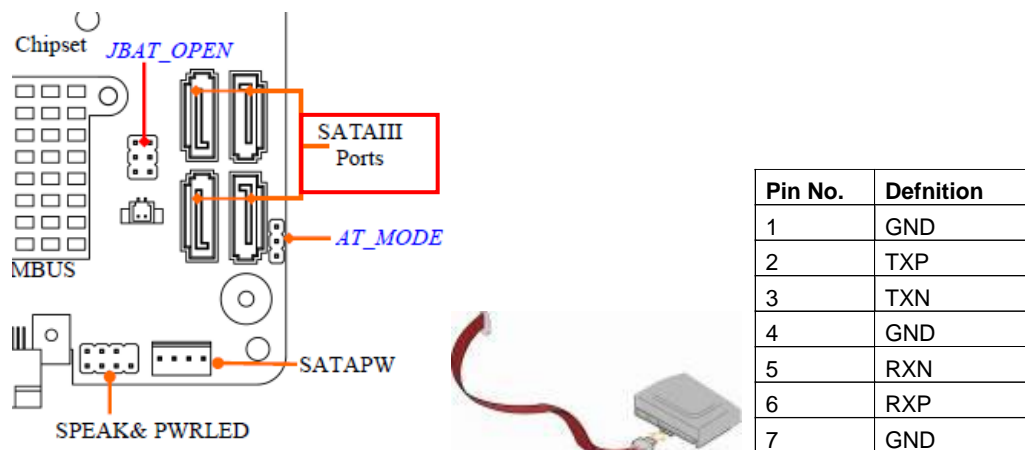 Chipset
JBAT_OPEN
SATAIII
Ports
AT_MODE
MBUS
SATAPW
SPEAK& PWRLED
Pin No. Defnition
1 GND
2 TXP
3 TXN
4 GND
5 RXN
6 RXP
7 GND